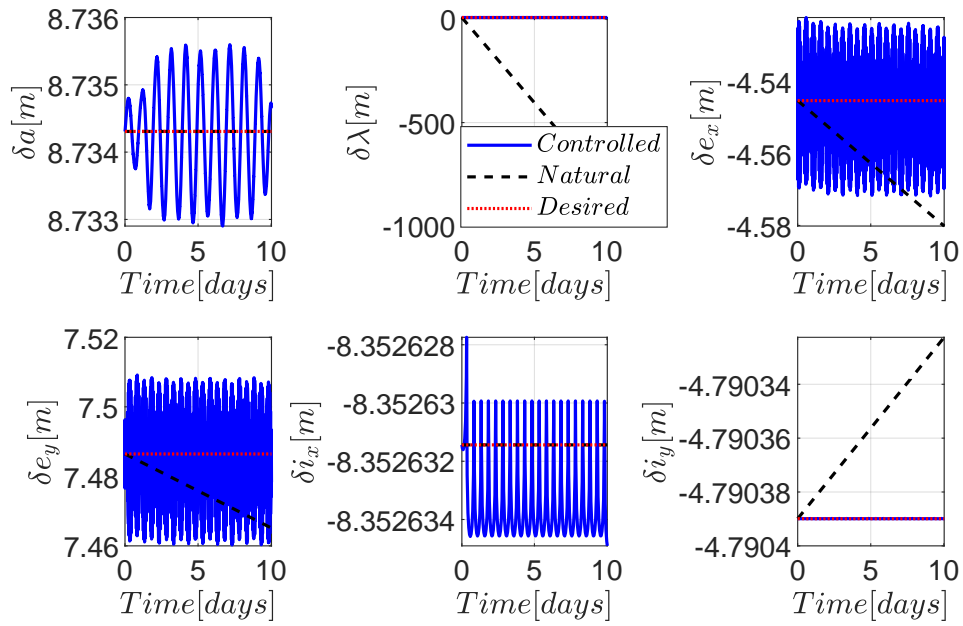 8.736
8.735
8.734
8.733
δa[m]
0 5 10
Time[days]
0
-500
-1000
δλ[m]
0 5 10
Time[days]
Controlled
Natural
Desired
-4.54
-4.56
-4.58
δe_x[m]
0 5 10
Time[days]
7.52
7.5
7.48
7.46
δe_y[m]
0 5 10
Time[days]
-8.352628
-8.35263
-8.352632
-8.352634
δi_x[m]
0 5 10
Time[days]
-4.79034
-4.79036
-4.79038
-4.7904
δi_y[m]
0 5 10
Time[days]